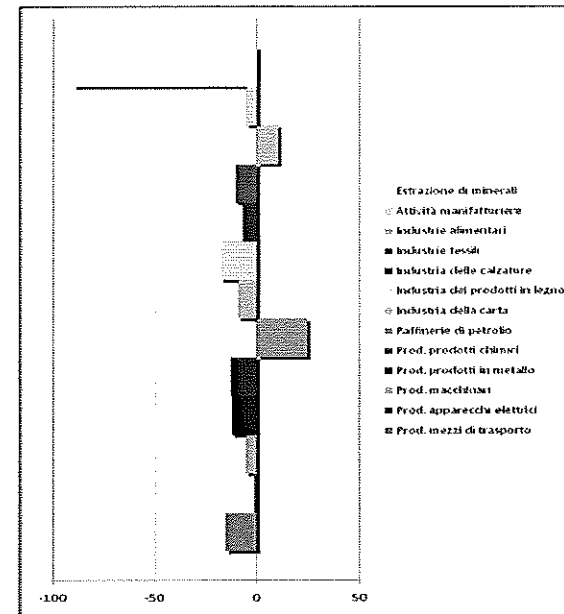 Estrazione di minerali
Attività manifatturiere
Industrie alimentari
Industrie tessili
Industria delle calzature
Industria dei prodotti in legno
Industria della carta
Raffinerie di petrolio
Prod. prodotti chimici
Prod. prodotti in metallo
Prod. macchinari
Prod. apparecchi elettrici
Prod. mezzi di trasporto
-100 -50 0 50